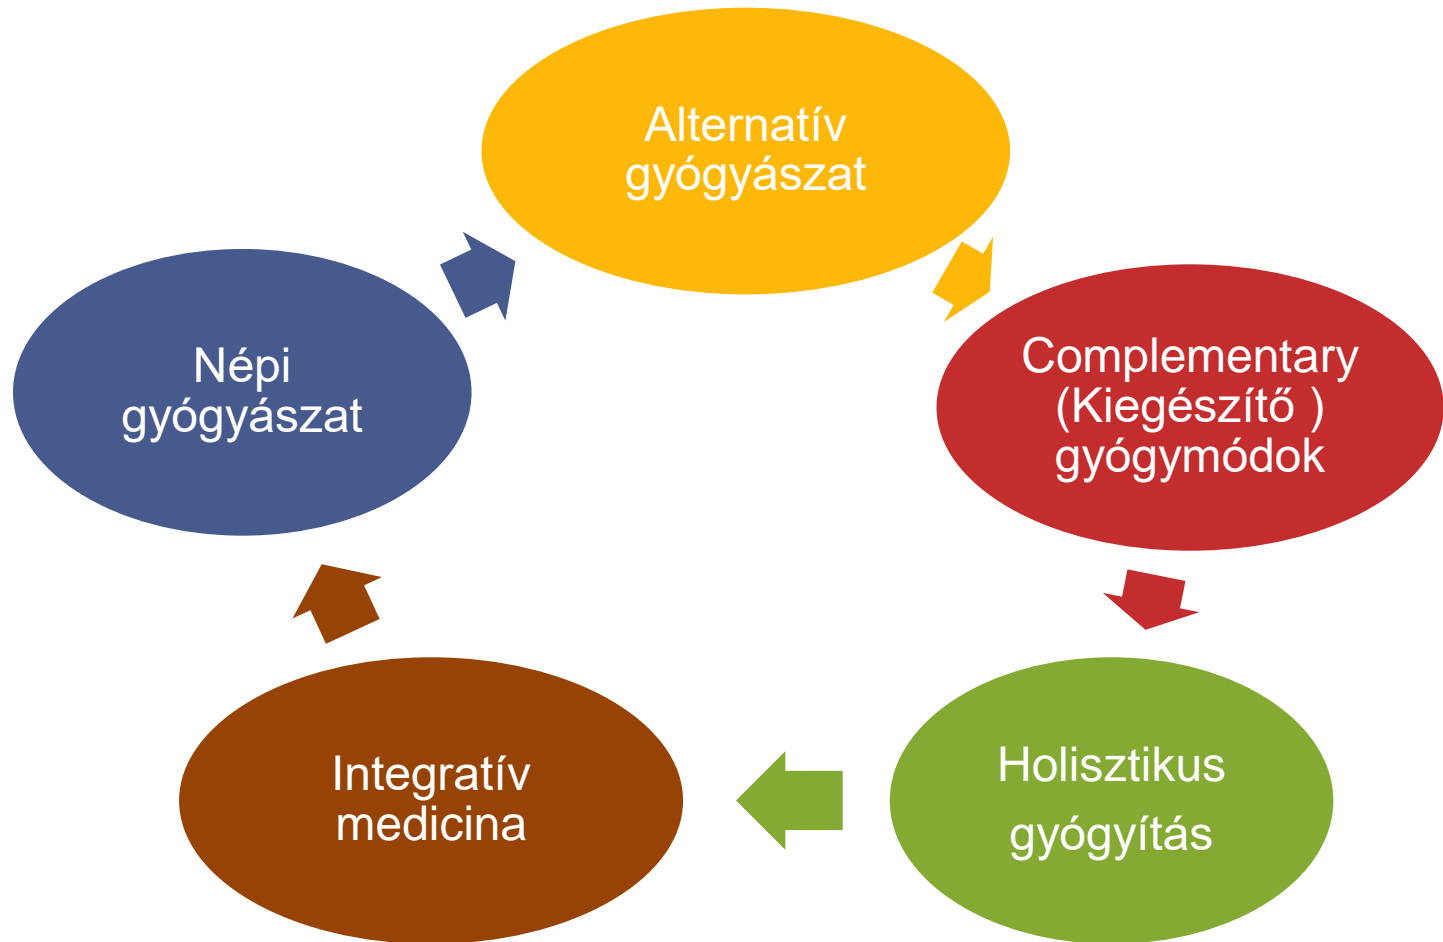 Alternatív
gyógyászat
Complementary
(Kiegészítő )
gyógymódok
Holisztikus
gyógyítás
Integratív
medicina
Népi
gyógyászat